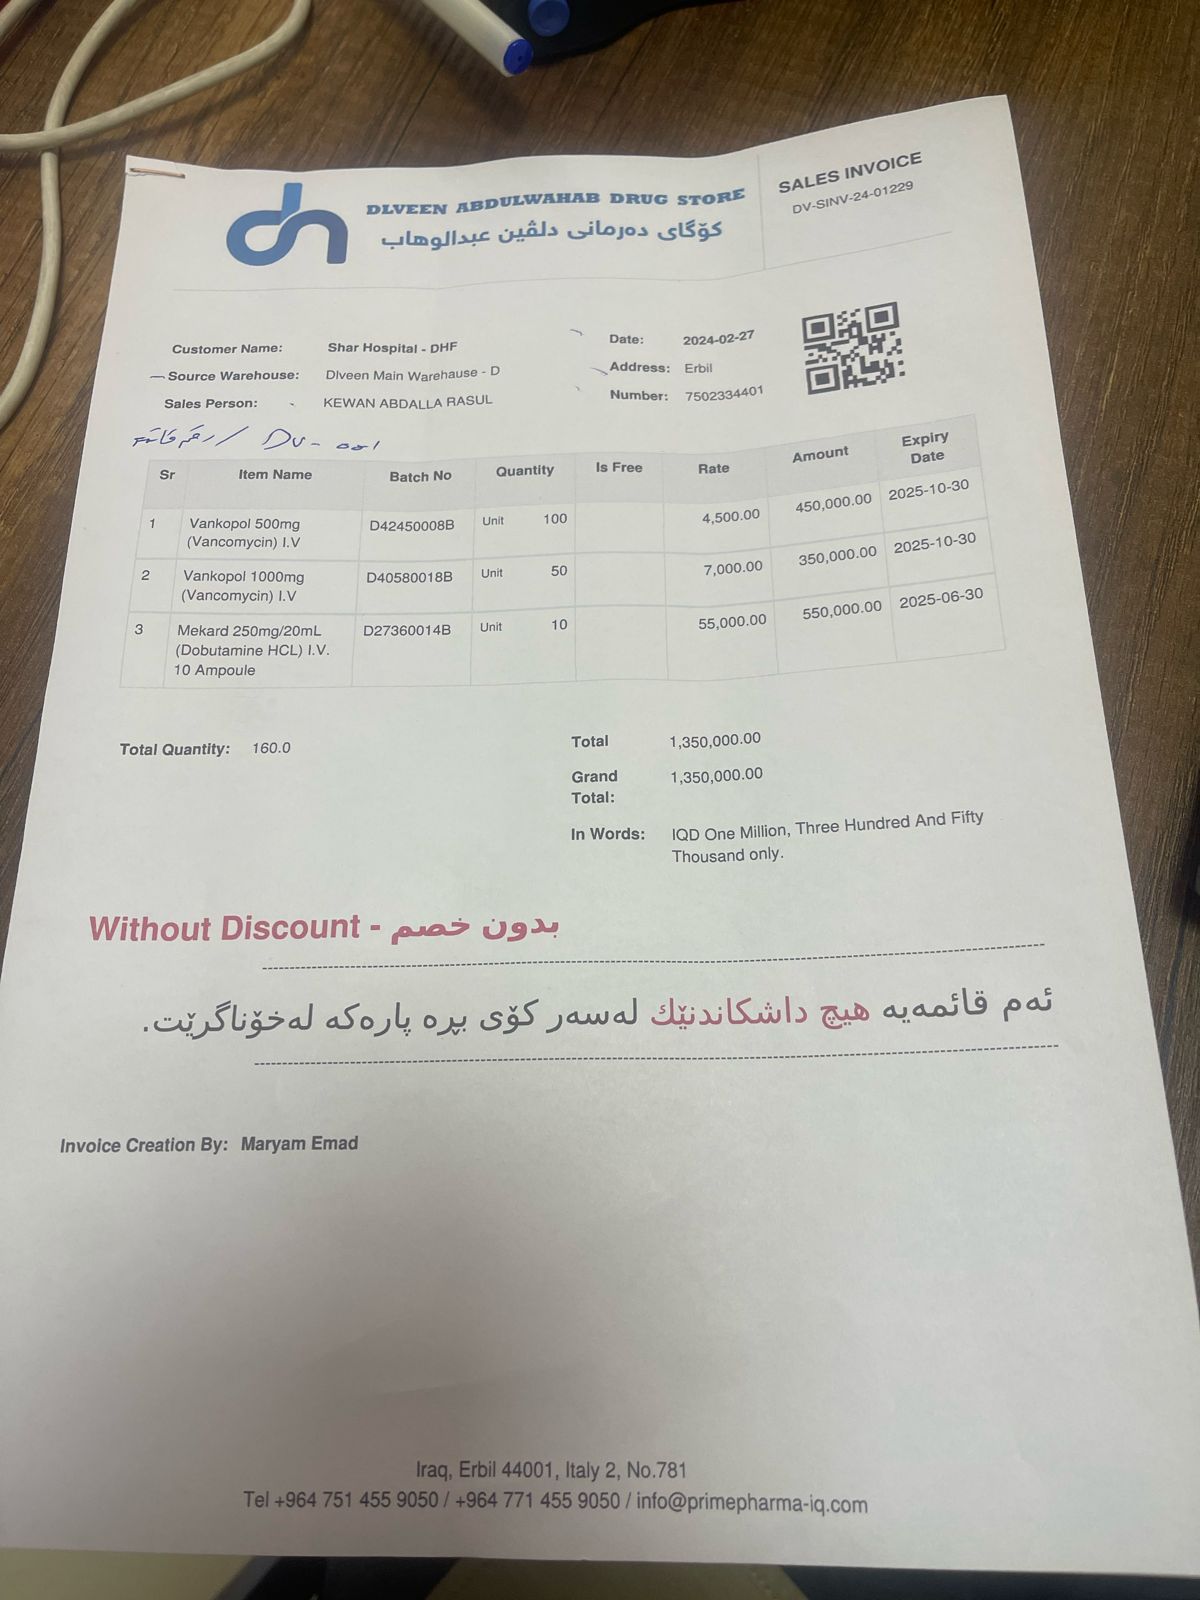 DLVEEN ABDULWAHAB DRUG STORE
کۆگای دەرمانی دلڤین عبدالوهاب
SALES INVOICE
DV-SINV-24-01229
Customer Name: Shar Hospital - DHF
Date: 2024-02-27
Source Warehouse: Dlveen Main Warehause - D
Address: Erbil
Sales Person: KEWAN ABDALLA RASUL
Number: 7502334401
Dv- 001
Sr Item Name Batch No Quantity Is Free Rate Amount Expiry Date
1 Vankopol 500mg (Vancomycin) I.V D42450008B Unit 100 4,500.00 450,000.00 2025-10-30
2 Vankopol 1000mg (Vancomycin) I.V D40580018B Unit 50 7,000.00 350,000.00 2025-10-30
3 Mekard 250mg/20mL (Dobutamine HCL) I.V. 10 Ampoule D27360014B Unit 10 55,000.00 550,000.00 2025-06-30
Total Quantity: 160.0
Total 1,350,000.00
Grand Total: 1,350,000.00
In Words: IQD One Million, Three Hundred And Fifty
Thousand only.
Without Discount - بدون خصم
ئەم قائمەیە هیچ داشکاندنێك لەسەر کۆی بڕە پارەکە لەخۆناگرێت.
Invoice Creation By: Maryam Emad
Iraq, Erbil 44001, Italy 2, No.781
Tel +964 751 455 9050 / +964 771 455 9050 / info@primepharma-iq.com